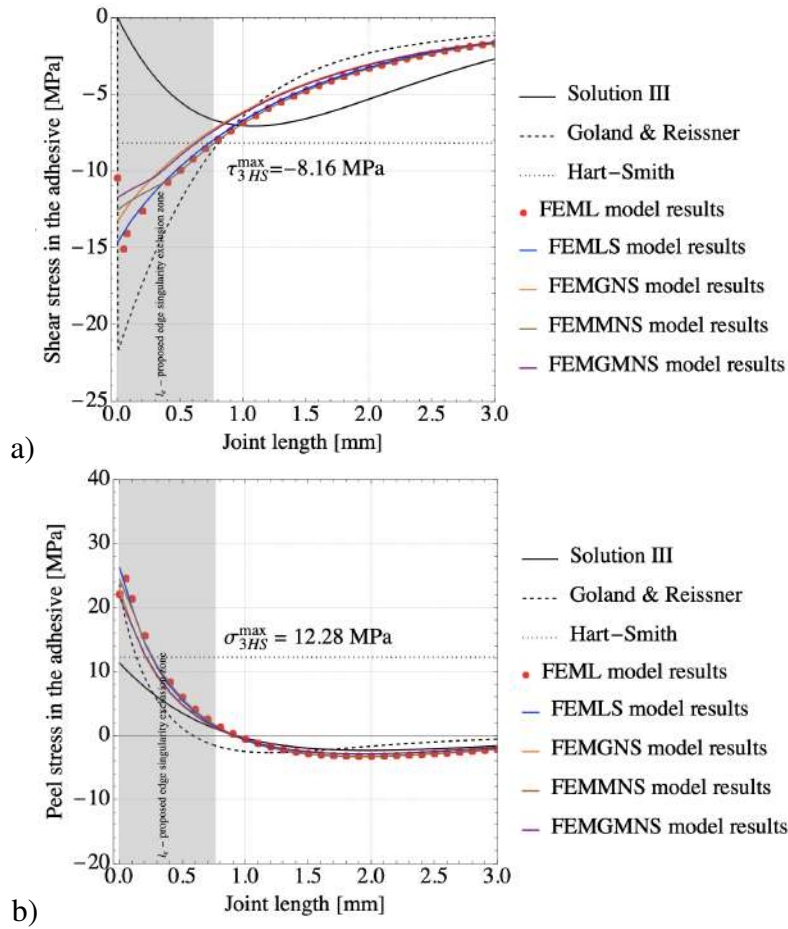 0
−5
−10
−15
−20
−25
Shear stress in the adhesive [MPa]
τ3 HS max =−8.16 MPa
lₑ − proposed edge singularity exclusion zone
0.0 0.5 1.0 1.5 2.0 2.5 3.0
Joint length [mm]
Solution III
Goland & Reissner
Hart−Smith
FEML model results
FEMLS model results
FEMGNS model results
FEMMNS model results
FEMGMNS model results
a)
40
30
20
10
0
−10
−20
Peel stress in the adhesive [MPa]
σ3HS max = 12.28 MPa
lₑ − proposed edge singularity exclusion zone
0.0 0.5 1.0 1.5 2.0 2.5 3.0
Joint length [mm]
Solution III
Goland & Reissner
Hart−Smith
FEML model results
FEMLS model results
FEMGNS model results
FEMMNS model results
FEMGMNS model results
b)